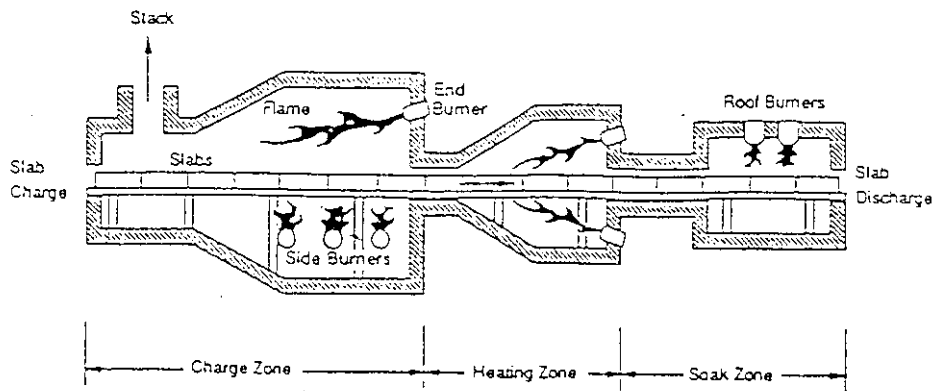 Stack
End
Burner
Flame
Roof Burners
Slab
Charge
Slabs
Slab
Discharge
Side Burners
Charge Zone
Heating Zone
Soak Zone